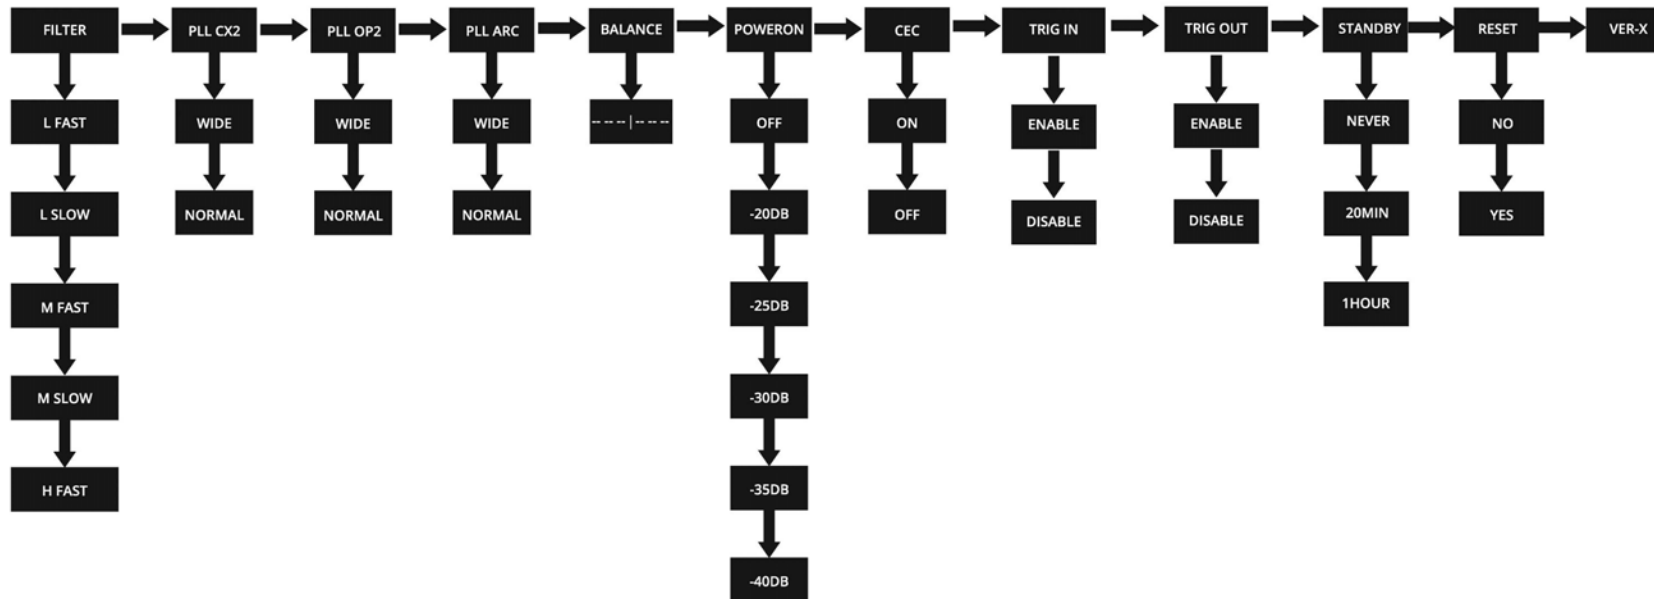 FILTER
PLL CX2
PLL OP2
PLL ARC
BALANCE
POWERON
CEC
TRIG IN
TRIG OUT
STANDBY
RESET
VER-X
L FAST
WIDE
WIDE
WIDE
-- -- -- | -- -- --
OFF
ON
ENABLE
ENABLE
NEVER
NO
L SLOW
NORMAL
NORMAL
NORMAL
-20DB
OFF
DISABLE
DISABLE
20MIN
YES
M FAST
-25DB
1HOUR
M SLOW
-30DB
H FAST
-35DB
-40DB